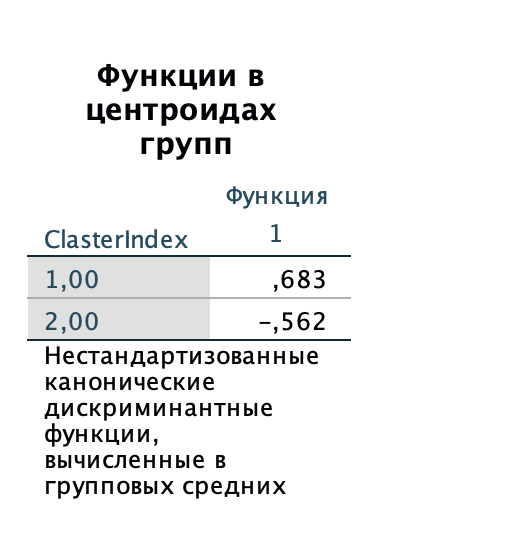 Функции в
центроидах
групп
Функция
ClasterIndex 1
1,00 ,683
2,00 -,562
Нестандартизованные
канонические
дискриминантные
функции,
вычисленные в
групповых средних